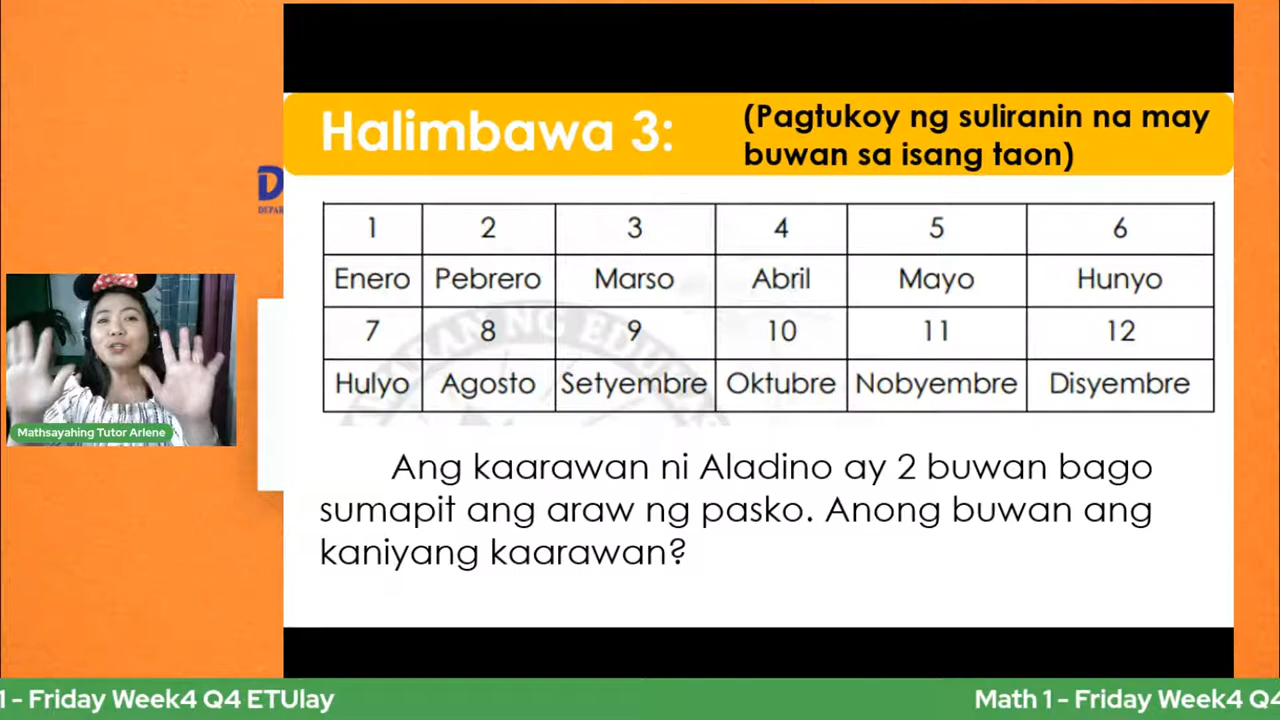 Halimbawa 3:
(Pagtukoy ng suliranin na may
buwan sa isang taon)
1 2 3 4 5 6
Enero Pebrero Marso Abril Mayo Hunyo
7 8 9 10 11 12
Hulyo Agosto Setyembre Oktubre Nobyembre Disyembre
Ang kaarawan ni Aladino ay 2 buwan bago
sumapit ang araw ng pasko. Anong buwan ang
kaniyang kaarawan?
Mathsayahing Tutor Arlene
1 - Friday Week4 Q4 ETUlay
Math 1 - Friday Week4 Q4